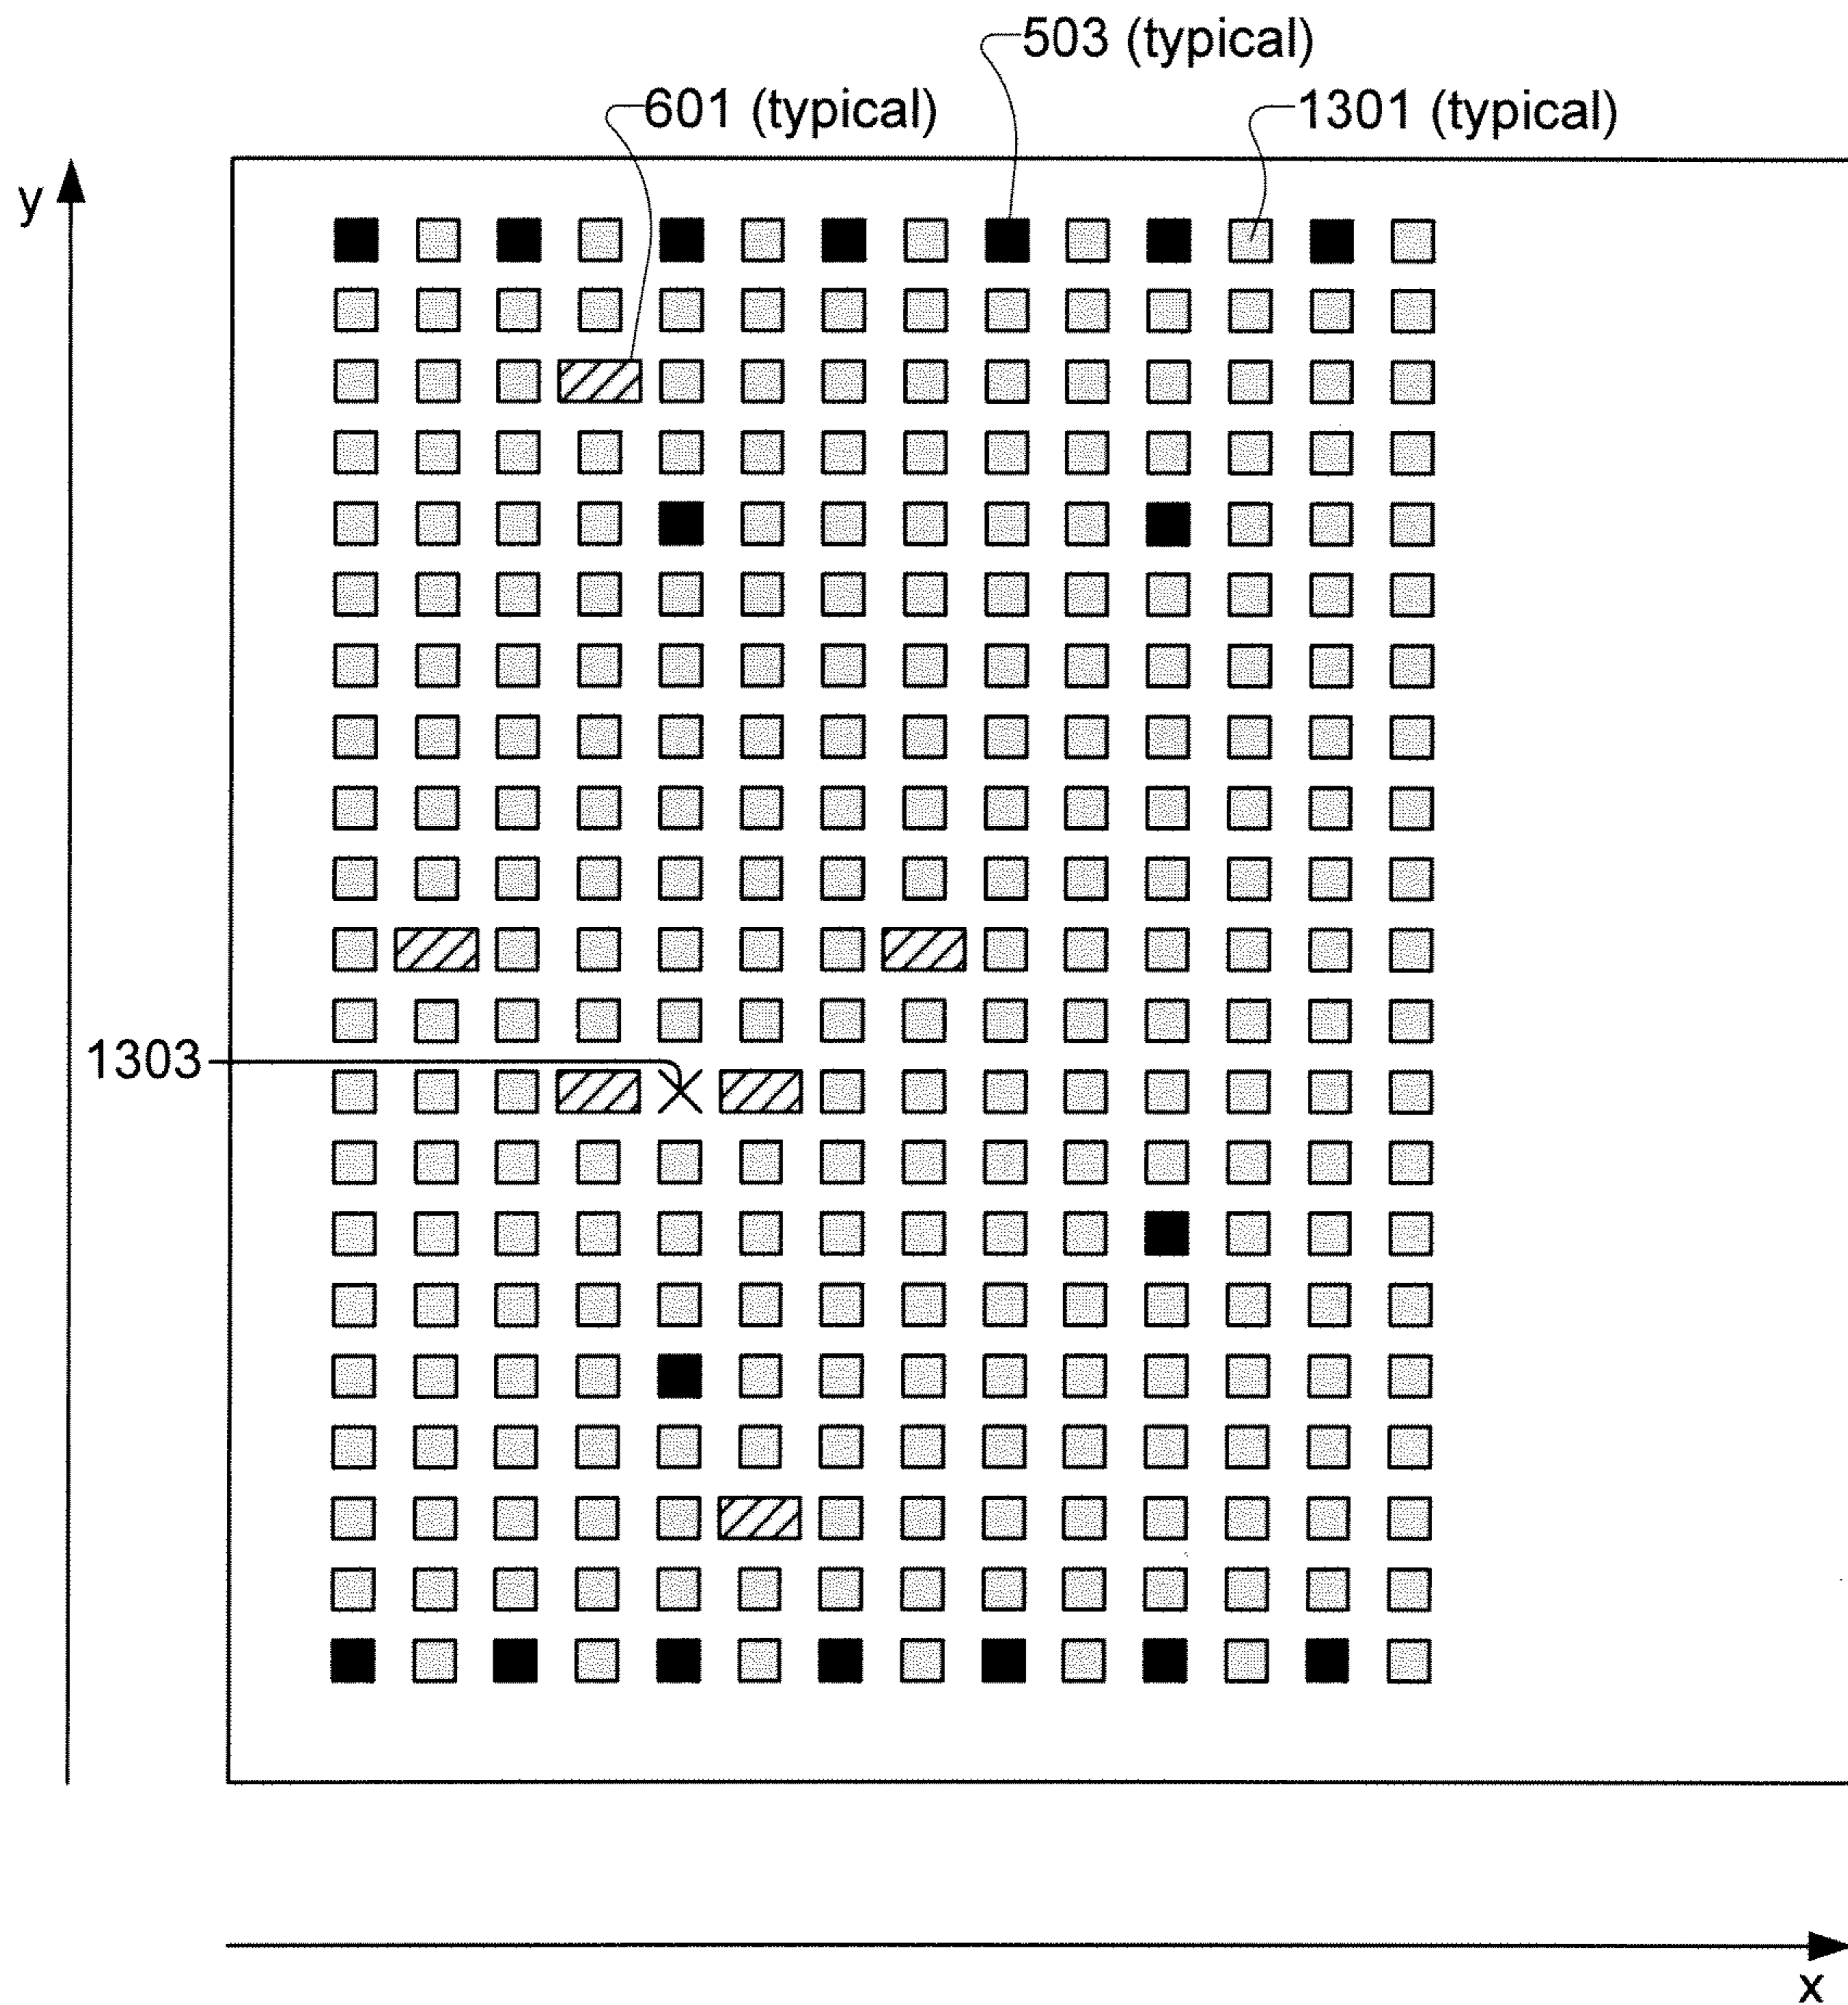 503 (typical)
601 (typical)
1301 (typical)
y
1303
x